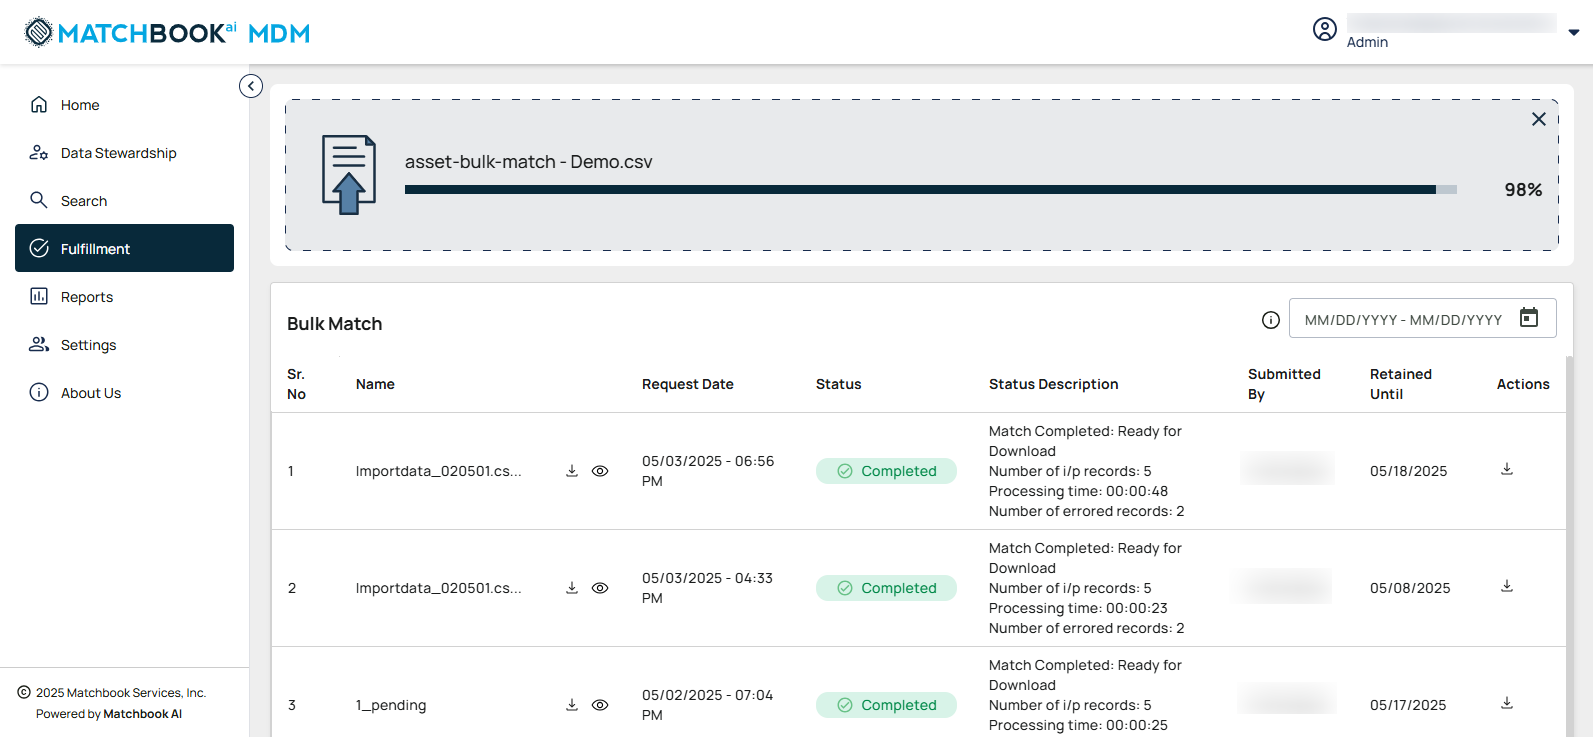 MATCHBOOKai MDM
Admin
Home
Data Stewardship
Search
Fulfillment
Reports
Settings
About Us
© 2025 Matchbook Services, Inc.
Powered by Matchbook AI
asset-bulk-match - Demo.csv
98%
Bulk Match
MM/DD/YYYY - MM/DD/YYYY
Sr. No Name Request Date Status Status Description Submitted By Retained Until Actions
1 Importdata_020501.cs... 05/03/2025 - 06:56 PM Completed
Match Completed: Ready for
Download
Number of i/p records: 5
Processing time: 00:00:48
Number of errored records: 2
05/18/2025
2 Importdata_020501.cs... 05/03/2025 - 04:33 PM Completed
Match Completed: Ready for
Download
Number of i/p records: 5
Processing time: 00:00:23
Number of errored records: 2
05/08/2025
3 1_pending 05/02/2025 - 07:04 PM Completed
Match Completed: Ready for
Download
Number of i/p records: 5
Processing time: 00:00:25
05/17/2025